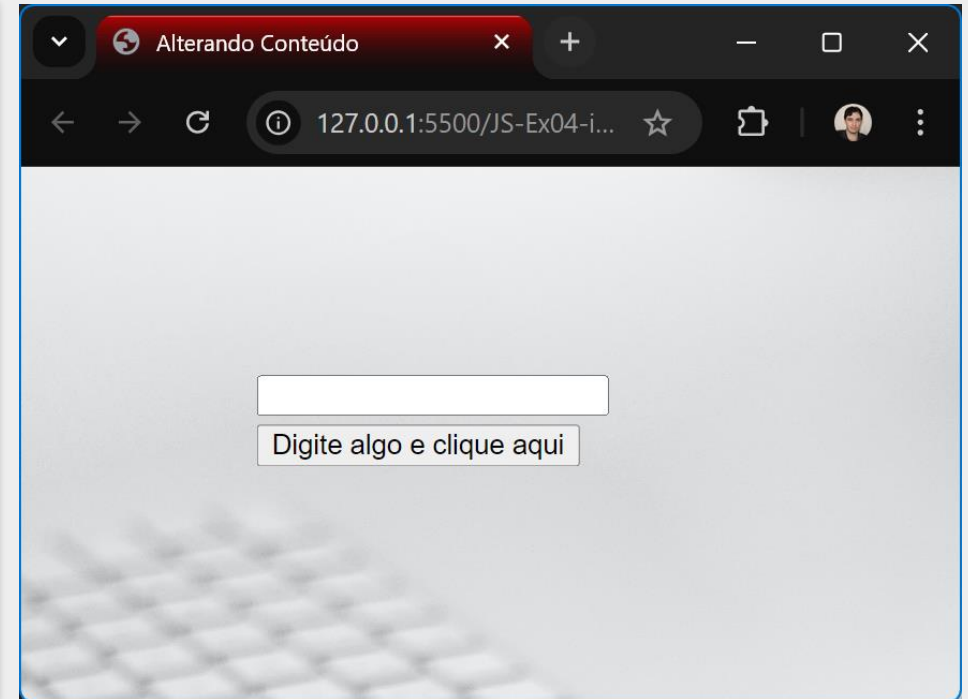 Alterando Conteúdo
127.0.0.1:5500/JS-Ex04-i...
Digite algo e clique aqui